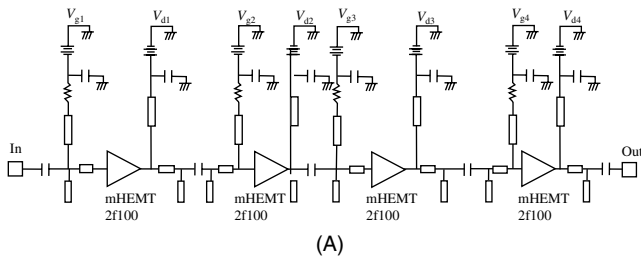 Vg1 Vd1 Vg2 Vd2 Vg3 Vd3 Vg4 Vd4
In Out
mHEMT mHEMT mHEMT mHEMT
2f100 2f100 2f100 2f100
(A)